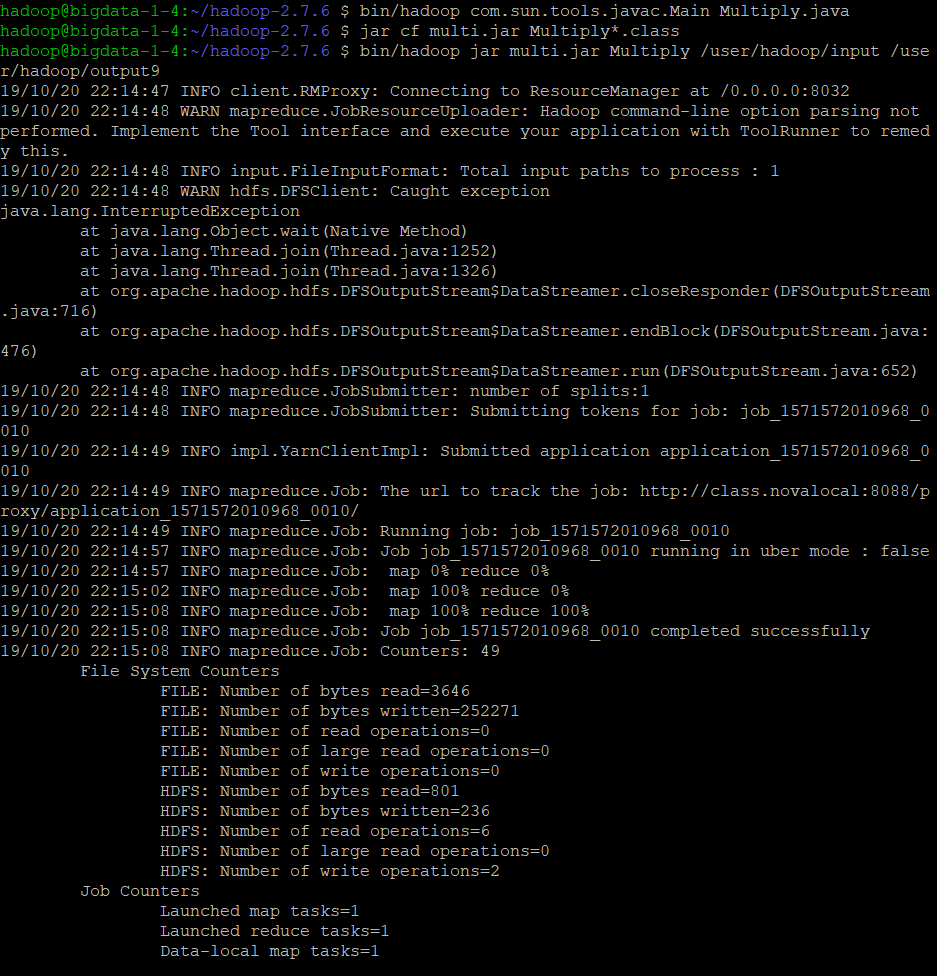 hadoop@bigdata-1-4:~/hadoop-2.7.6 $ bin/hadoop com.sun.tools.javac.Main Multiply.java
hadoop@bigdata-1-4:~/hadoop-2.7.6 $ jar cf multi.jar Multiply*.class
hadoop@bigdata-1-4:~/hadoop-2.7.6 $ bin/hadoop jar multi.jar Multiply /user/hadoop/input /use
r/hadoop/output9
19/10/20 22:14:47 INFO client.RMProxy: Connecting to ResourceManager at /0.0.0.0:8032
19/10/20 22:14:48 WARN mapreduce.JobResourceUploader: Hadoop command-line option parsing not
performed. Implement the Tool interface and execute your application with ToolRunner to remed
y this.
19/10/20 22:14:48 INFO input.FileInputFormat: Total input paths to process : 1
19/10/20 22:14:48 WARN hdfs.DFSClient: Caught exception
java.lang.InterruptedException
        at java.lang.Object.wait(Native Method)
        at java.lang.Thread.join(Thread.java:1252)
        at java.lang.Thread.join(Thread.java:1326)
        at org.apache.hadoop.hdfs.DFSOutputStream$DataStreamer.closeResponder(DFSOutputStream
.java:716)
        at org.apache.hadoop.hdfs.DFSOutputStream$DataStreamer.endBlock(DFSOutputStream.java:
476)
        at org.apache.hadoop.hdfs.DFSOutputStream$DataStreamer.run(DFSOutputStream.java:652)
19/10/20 22:14:48 INFO mapreduce.JobSubmitter: number of splits:1
19/10/20 22:14:48 INFO mapreduce.JobSubmitter: Submitting tokens for job: job_1571572010968_0
010
19/10/20 22:14:49 INFO impl.YarnClientImpl: Submitted application application_1571572010968_0
010
19/10/20 22:14:49 INFO mapreduce.Job: The url to track the job: http://class.novalocal:8088/p
roxy/application_1571572010968_0010/
19/10/20 22:14:49 INFO mapreduce.Job: Running job: job_1571572010968_0010
19/10/20 22:14:57 INFO mapreduce.Job: Job job_1571572010968_0010 running in uber mode : false
19/10/20 22:14:57 INFO mapreduce.Job:  map 0% reduce 0%
19/10/20 22:15:02 INFO mapreduce.Job:  map 100% reduce 0%
19/10/20 22:15:08 INFO mapreduce.Job:  map 100% reduce 100%
19/10/20 22:15:08 INFO mapreduce.Job: Job job_1571572010968_0010 completed successfully
19/10/20 22:15:08 INFO mapreduce.Job: Counters: 49
        File System Counters
                FILE: Number of bytes read=3646
                FILE: Number of bytes written=252271
                FILE: Number of read operations=0
                FILE: Number of large read operations=0
                FILE: Number of write operations=0
                HDFS: Number of bytes read=801
                HDFS: Number of bytes written=236
                HDFS: Number of read operations=6
                HDFS: Number of large read operations=0
                HDFS: Number of write operations=2
        Job Counters
                Launched map tasks=1
                Launched reduce tasks=1
                Data-local map tasks=1